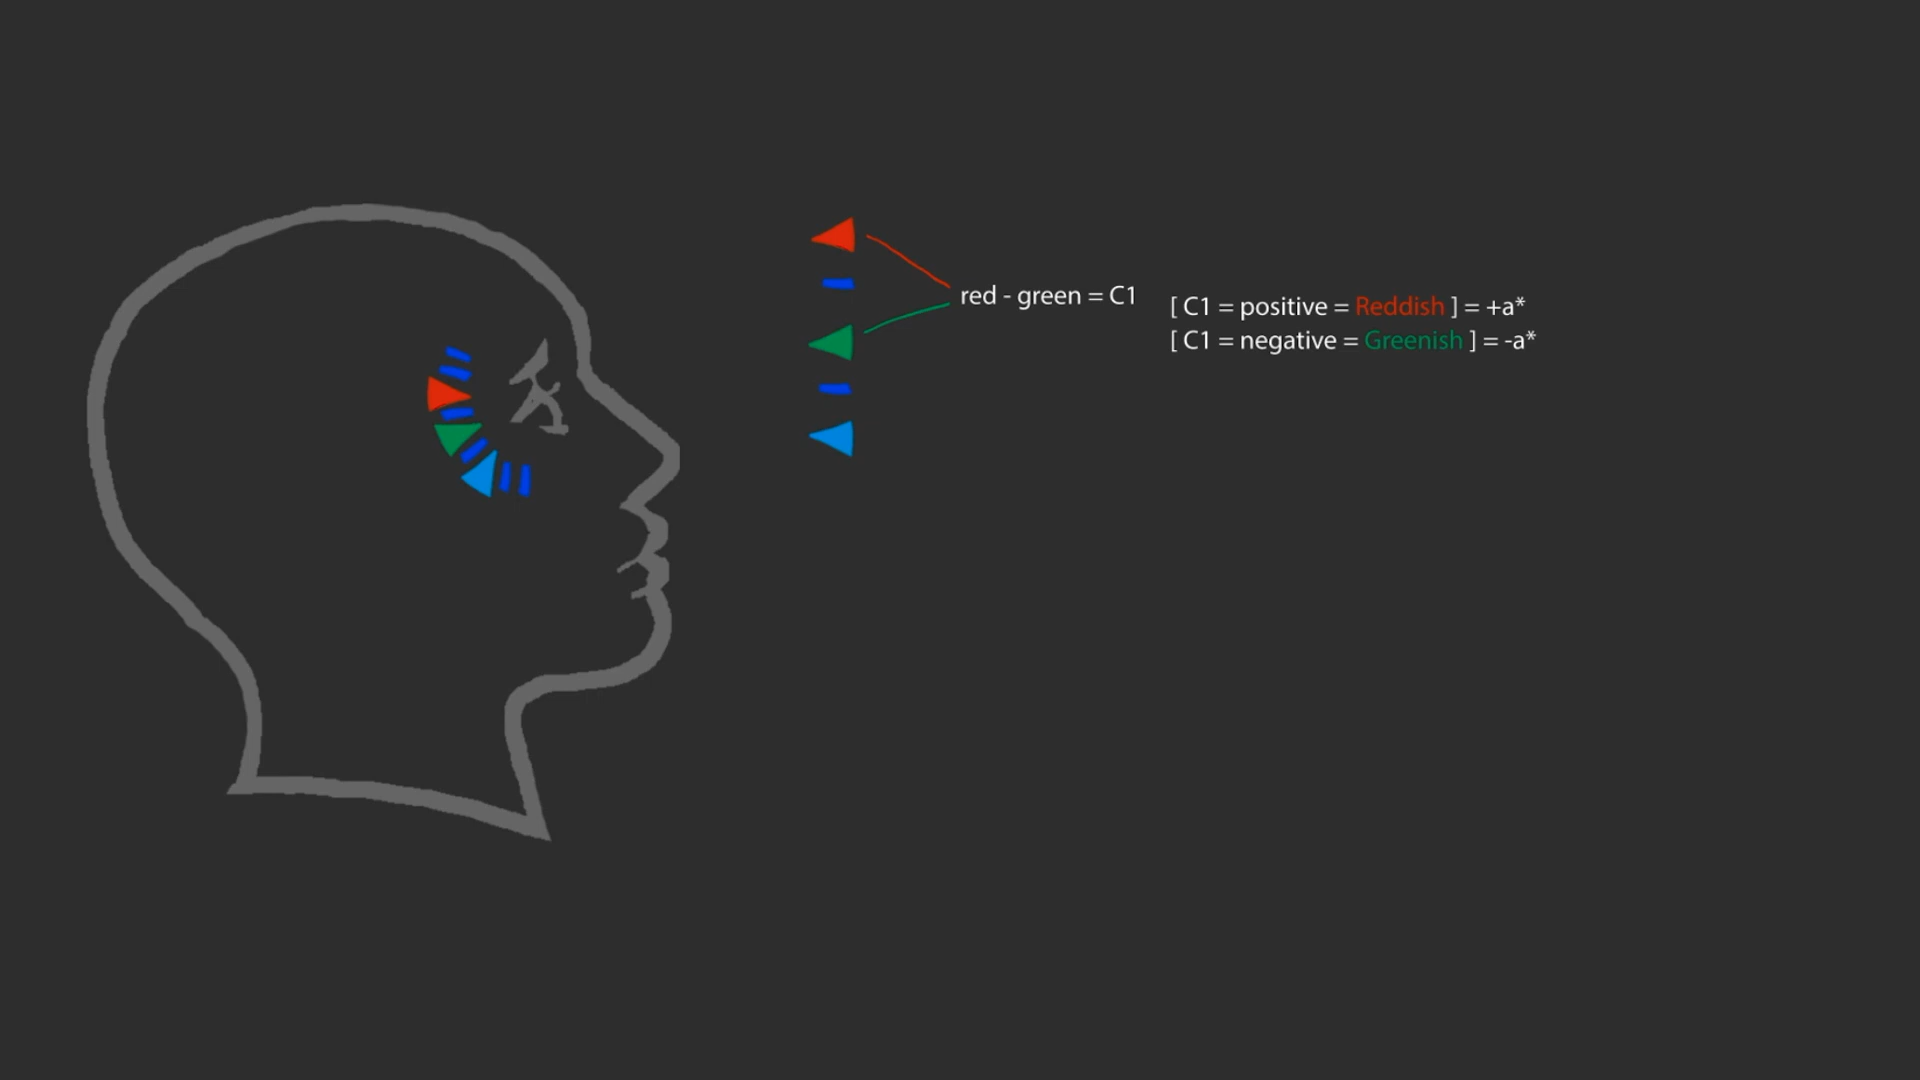 red - green = C1
[ C1 = positive = Reddish ] = +a*
[ C1 = negative = Greenish ] = -a*